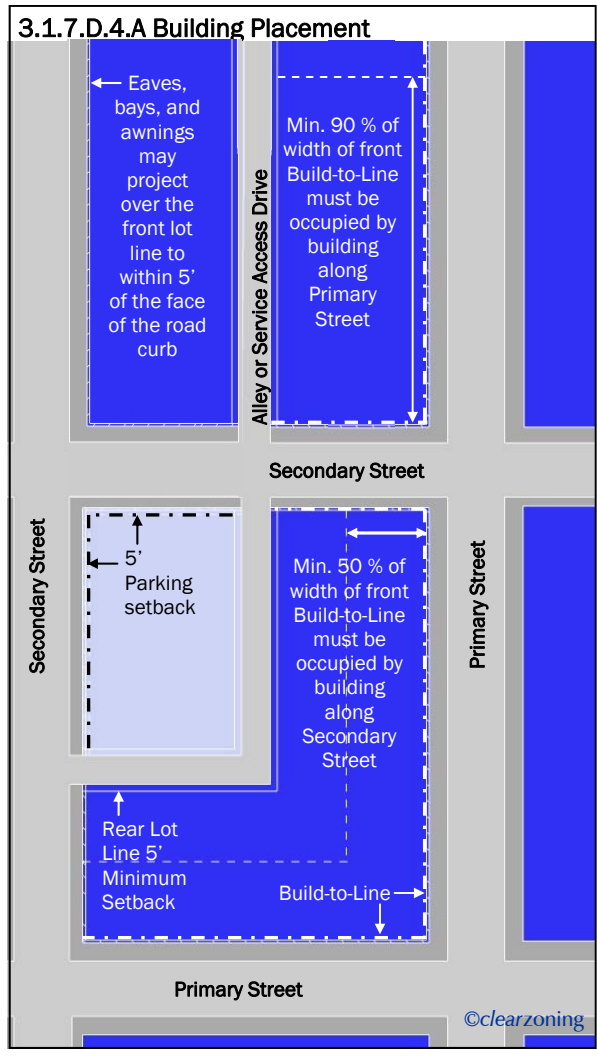 3.1.7.D.4.A Building Placement
Eaves,
bays, and
awnings
may
project
over the
front lot
line to
within 5'
of the face
of the road
curb
Alley or Service Access Drive
Min. 90 % of
width of front
Build-to-Line
must be
occupied by
building
along
Primary
Street
Secondary Street
Secondary Street
5'
Parking
setback
Min. 50 % of
width of front
Build-to-Line
must be
occupied by
building
along
Secondary
Street
Primary Street
Rear Lot
Line 5'
Minimum
Setback
Build-to-Line
Primary Street
©clearzoning